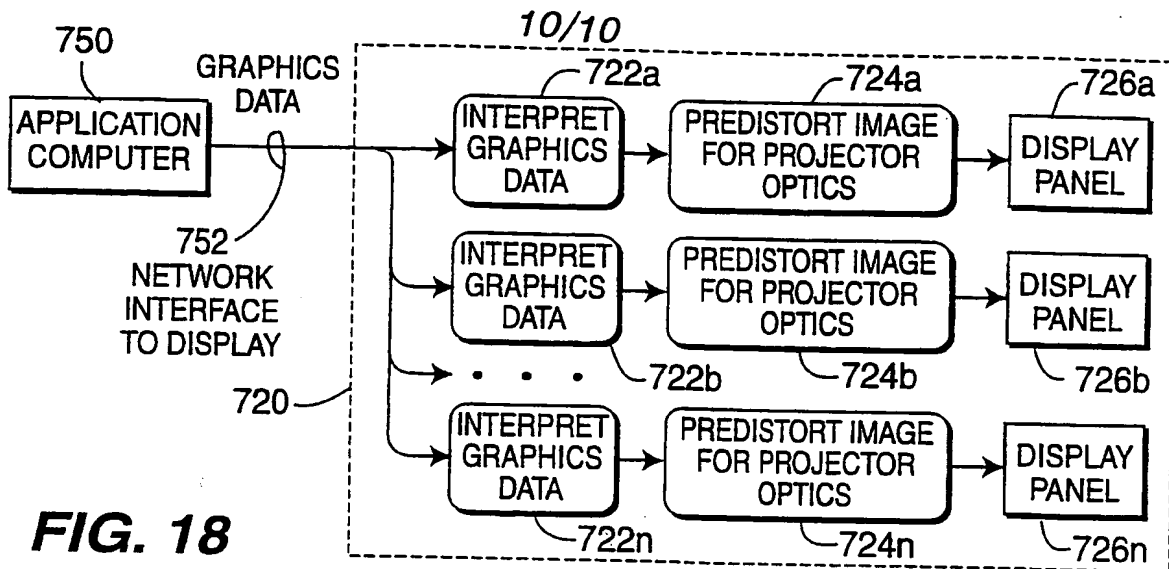 10/10
750
GRAPHICS
DATA
APPLICATION
COMPUTER
752
NETWORK
INTERFACE
TO DISPLAY
720
722a
INTERPRET
GRAPHICS
DATA
724a
PREDISTORT IMAGE
FOR PROJECTOR
OPTICS
726a
DISPLAY
PANEL
INTERPRET
GRAPHICS
DATA
722b
PREDISTORT IMAGE
FOR PROJECTOR
OPTICS
724b
DISPLAY
PANEL
726b
. . .
INTERPRET
GRAPHICS
DATA
722n
PREDISTORT IMAGE
FOR PROJECTOR
OPTICS
724n
DISPLAY
PANEL
726n
FIG. 18